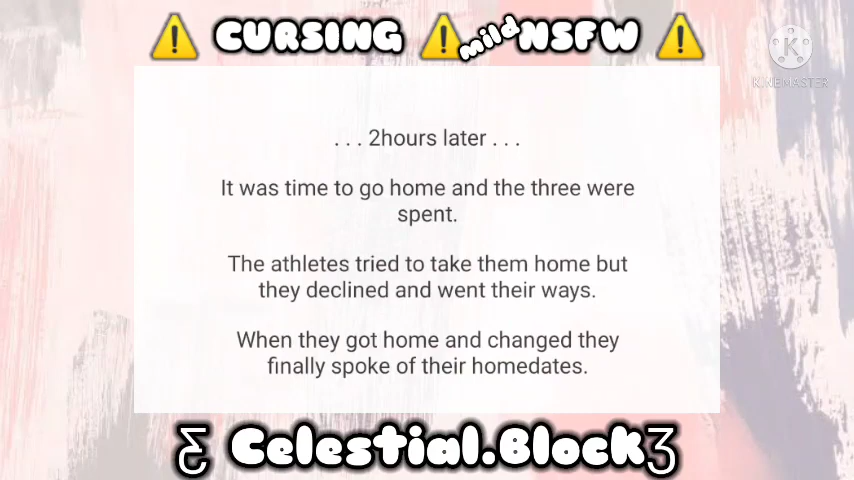 ⚠️ CURSING ⚠️ mild NSFW ⚠️
K
KINEMASTER
. . . 2hours later . . .
It was time to go home and the three were
spent.
The athletes tried to take them home but
they declined and went their ways.
When they got home and changed they
finally spoke of their homedates.
Ƹ Celestial.Block Ʒ